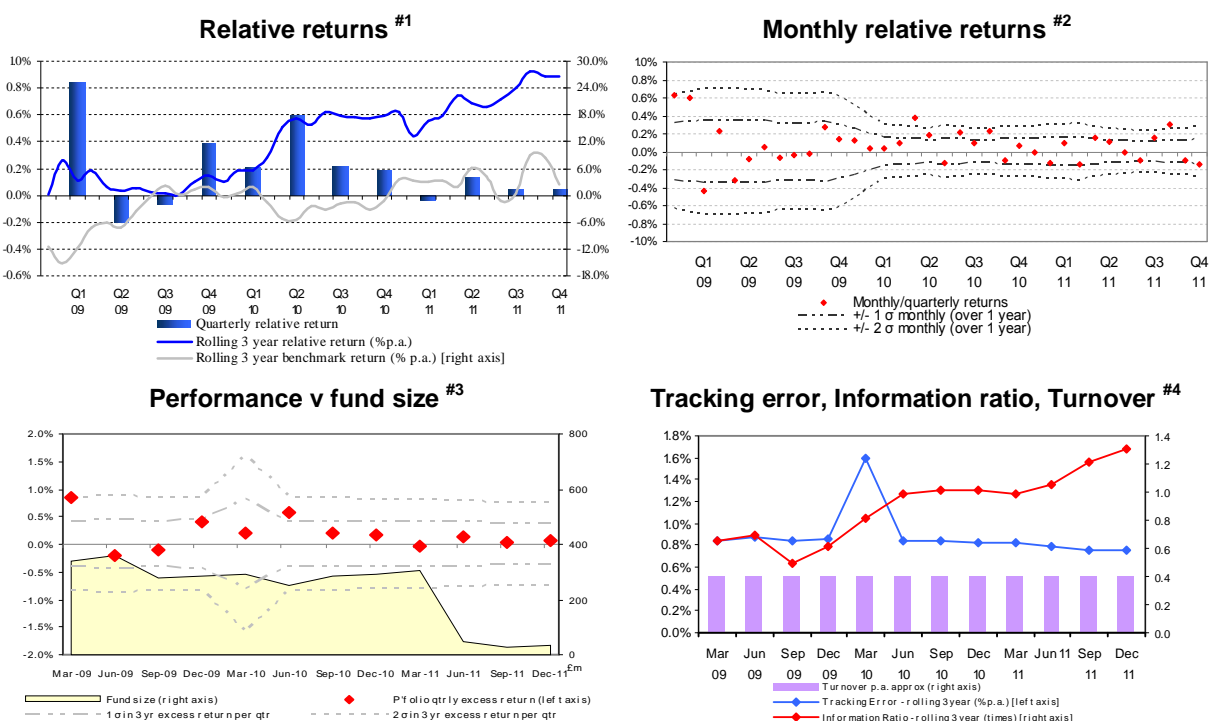 Relative returns #1
1.0% 30.0%
0.8% 24.0%
0.6% 18.0%
0.4% 12.0%
0.2% 6.0%
0.0% 0.0%
-0.2% -6.0%
-0.4% -12.0%
-0.6% -18.0%
Q1 Q2 Q3 Q4 Q1 Q2 Q3 Q4 Q1 Q2 Q3 Q4
09 09 09 09 10 10 10 10 11 11 11 11
Quarterly relative return
Rolling 3 year relative return (% p.a.)
Rolling 3 year benchmark return (% p.a.) [right axis]
Monthly relative returns #2
1.0%
0.8%
0.6%
0.4%
0.2%
0.0%
-0.2%
-0.4%
-0.6%
-0.8%
-1.0%
Q1 Q2 Q3 Q4 Q1 Q2 Q3 Q4 Q1 Q2 Q3 Q4
09 09 09 09 10 10 10 10 11 11 11 11
Monthly/quarterly returns
+/- 1 σ monthly (over 1 year)
+/- 2 σ monthly (over 1 year)
Performance v fund size #3
2.0% 800
1.5%
1.0% 600
0.5%
0.0% 400
-0.5%
-1.0% 200
-1.5%
-2.0% 0
£m
Mar-09 Jun-09 Sep-09 Dec-09 Mar-10 Jun-10 Sep-10 Dec-10 Mar-11 Jun-11 Sep-11 Dec-11
Fund size (right axis) P'folio qtrly excess return (left axis)
1 σ in 3 yr excess return per qtr 2 σ in 3 yr excess return per qtr
Tracking error, Information ratio, Turnover #4
1.8% 1.4
1.6% 1.2
1.4% 1.0
1.2% 0.8
1.0% 0.6
0.8% 0.4
0.6% 0.2
0.4% 0.0
0.2%
0.0%
Mar Jun Sep Dec Mar Jun Sep Dec Mar Jun 11 Sep Dec
09 09 09 09 10 10 10 10 11 11 11
Turnover p.a. approx (right axis)
Tracking Error - rolling 3 year (% p.a.) [left axis]
Information Ratio - rolling 3 year (times) [right axis]